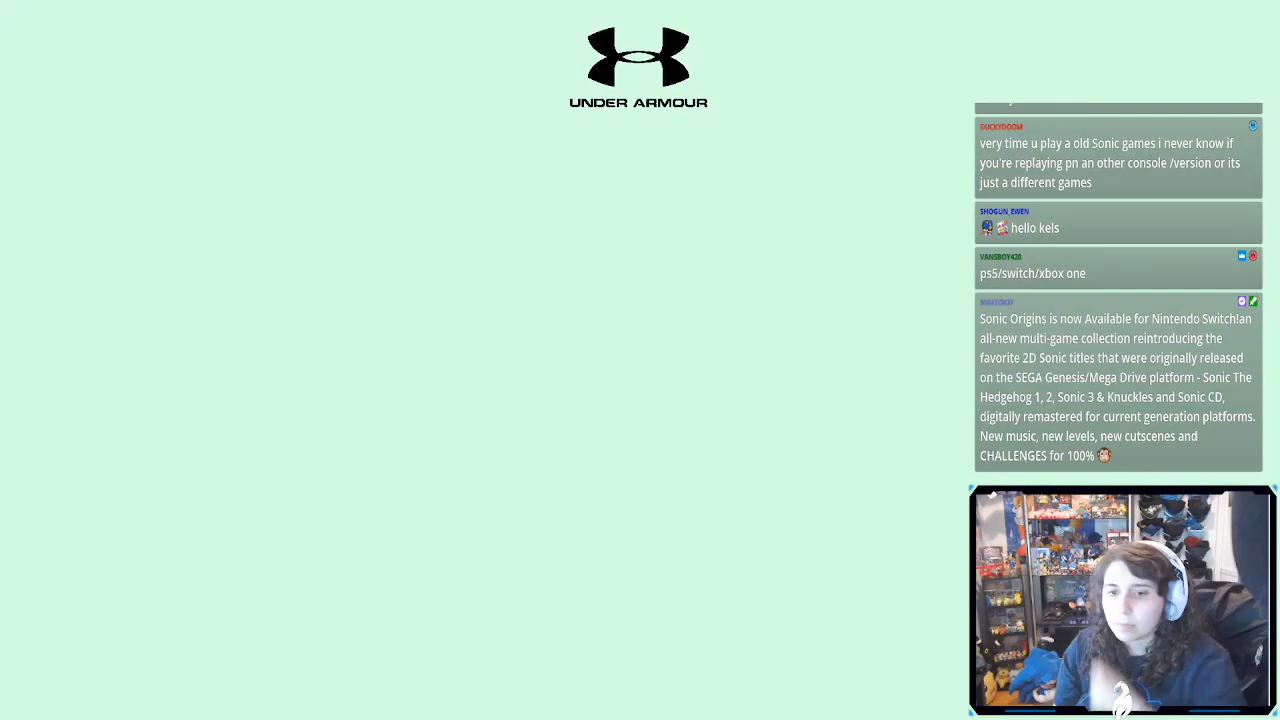 UNDER ARMOUR
DUCKYDOOM
very time u play a old Sonic games i never know if
you're replaying pn an other console /version or its
just a different games
SHOGUN_EWEN
hello kels
VANSBOY420
ps5/switch/xbox one
Sonic Origins is now Available for Nintendo Switch!an
all-new multi-game collection reintroducing the
favorite 2D Sonic titles that were originally released
on the SEGA Genesis/Mega Drive platform - Sonic The
Hedgehog 1, 2, Sonic 3 & Knuckles and Sonic CD,
digitally remastered for current generation platforms.
New music, new levels, new cutscenes and
CHALLENGES for 100%